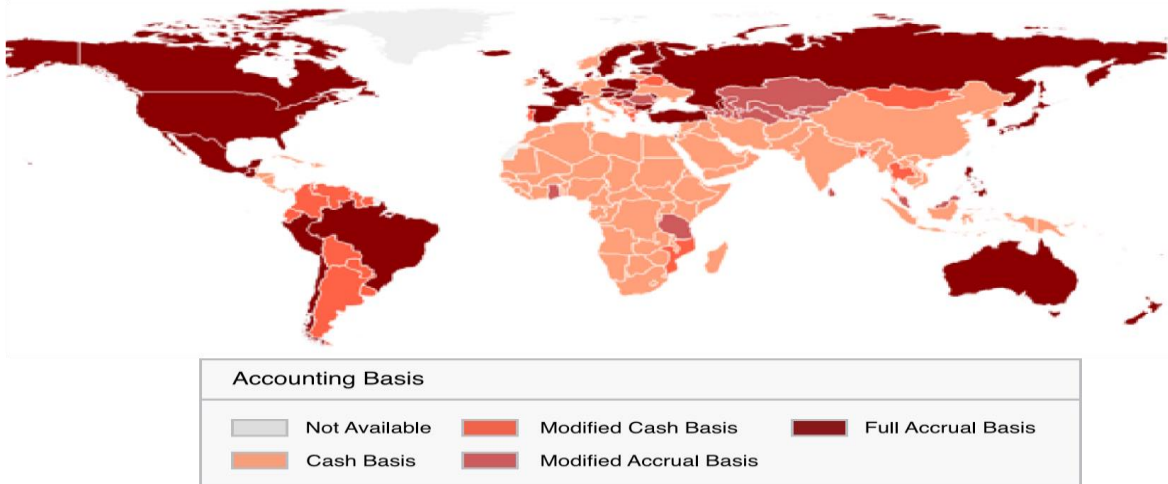 Accounting Basis
Not Available
Modified Cash Basis
Full Accrual Basis
Cash Basis
Modified Accrual Basis